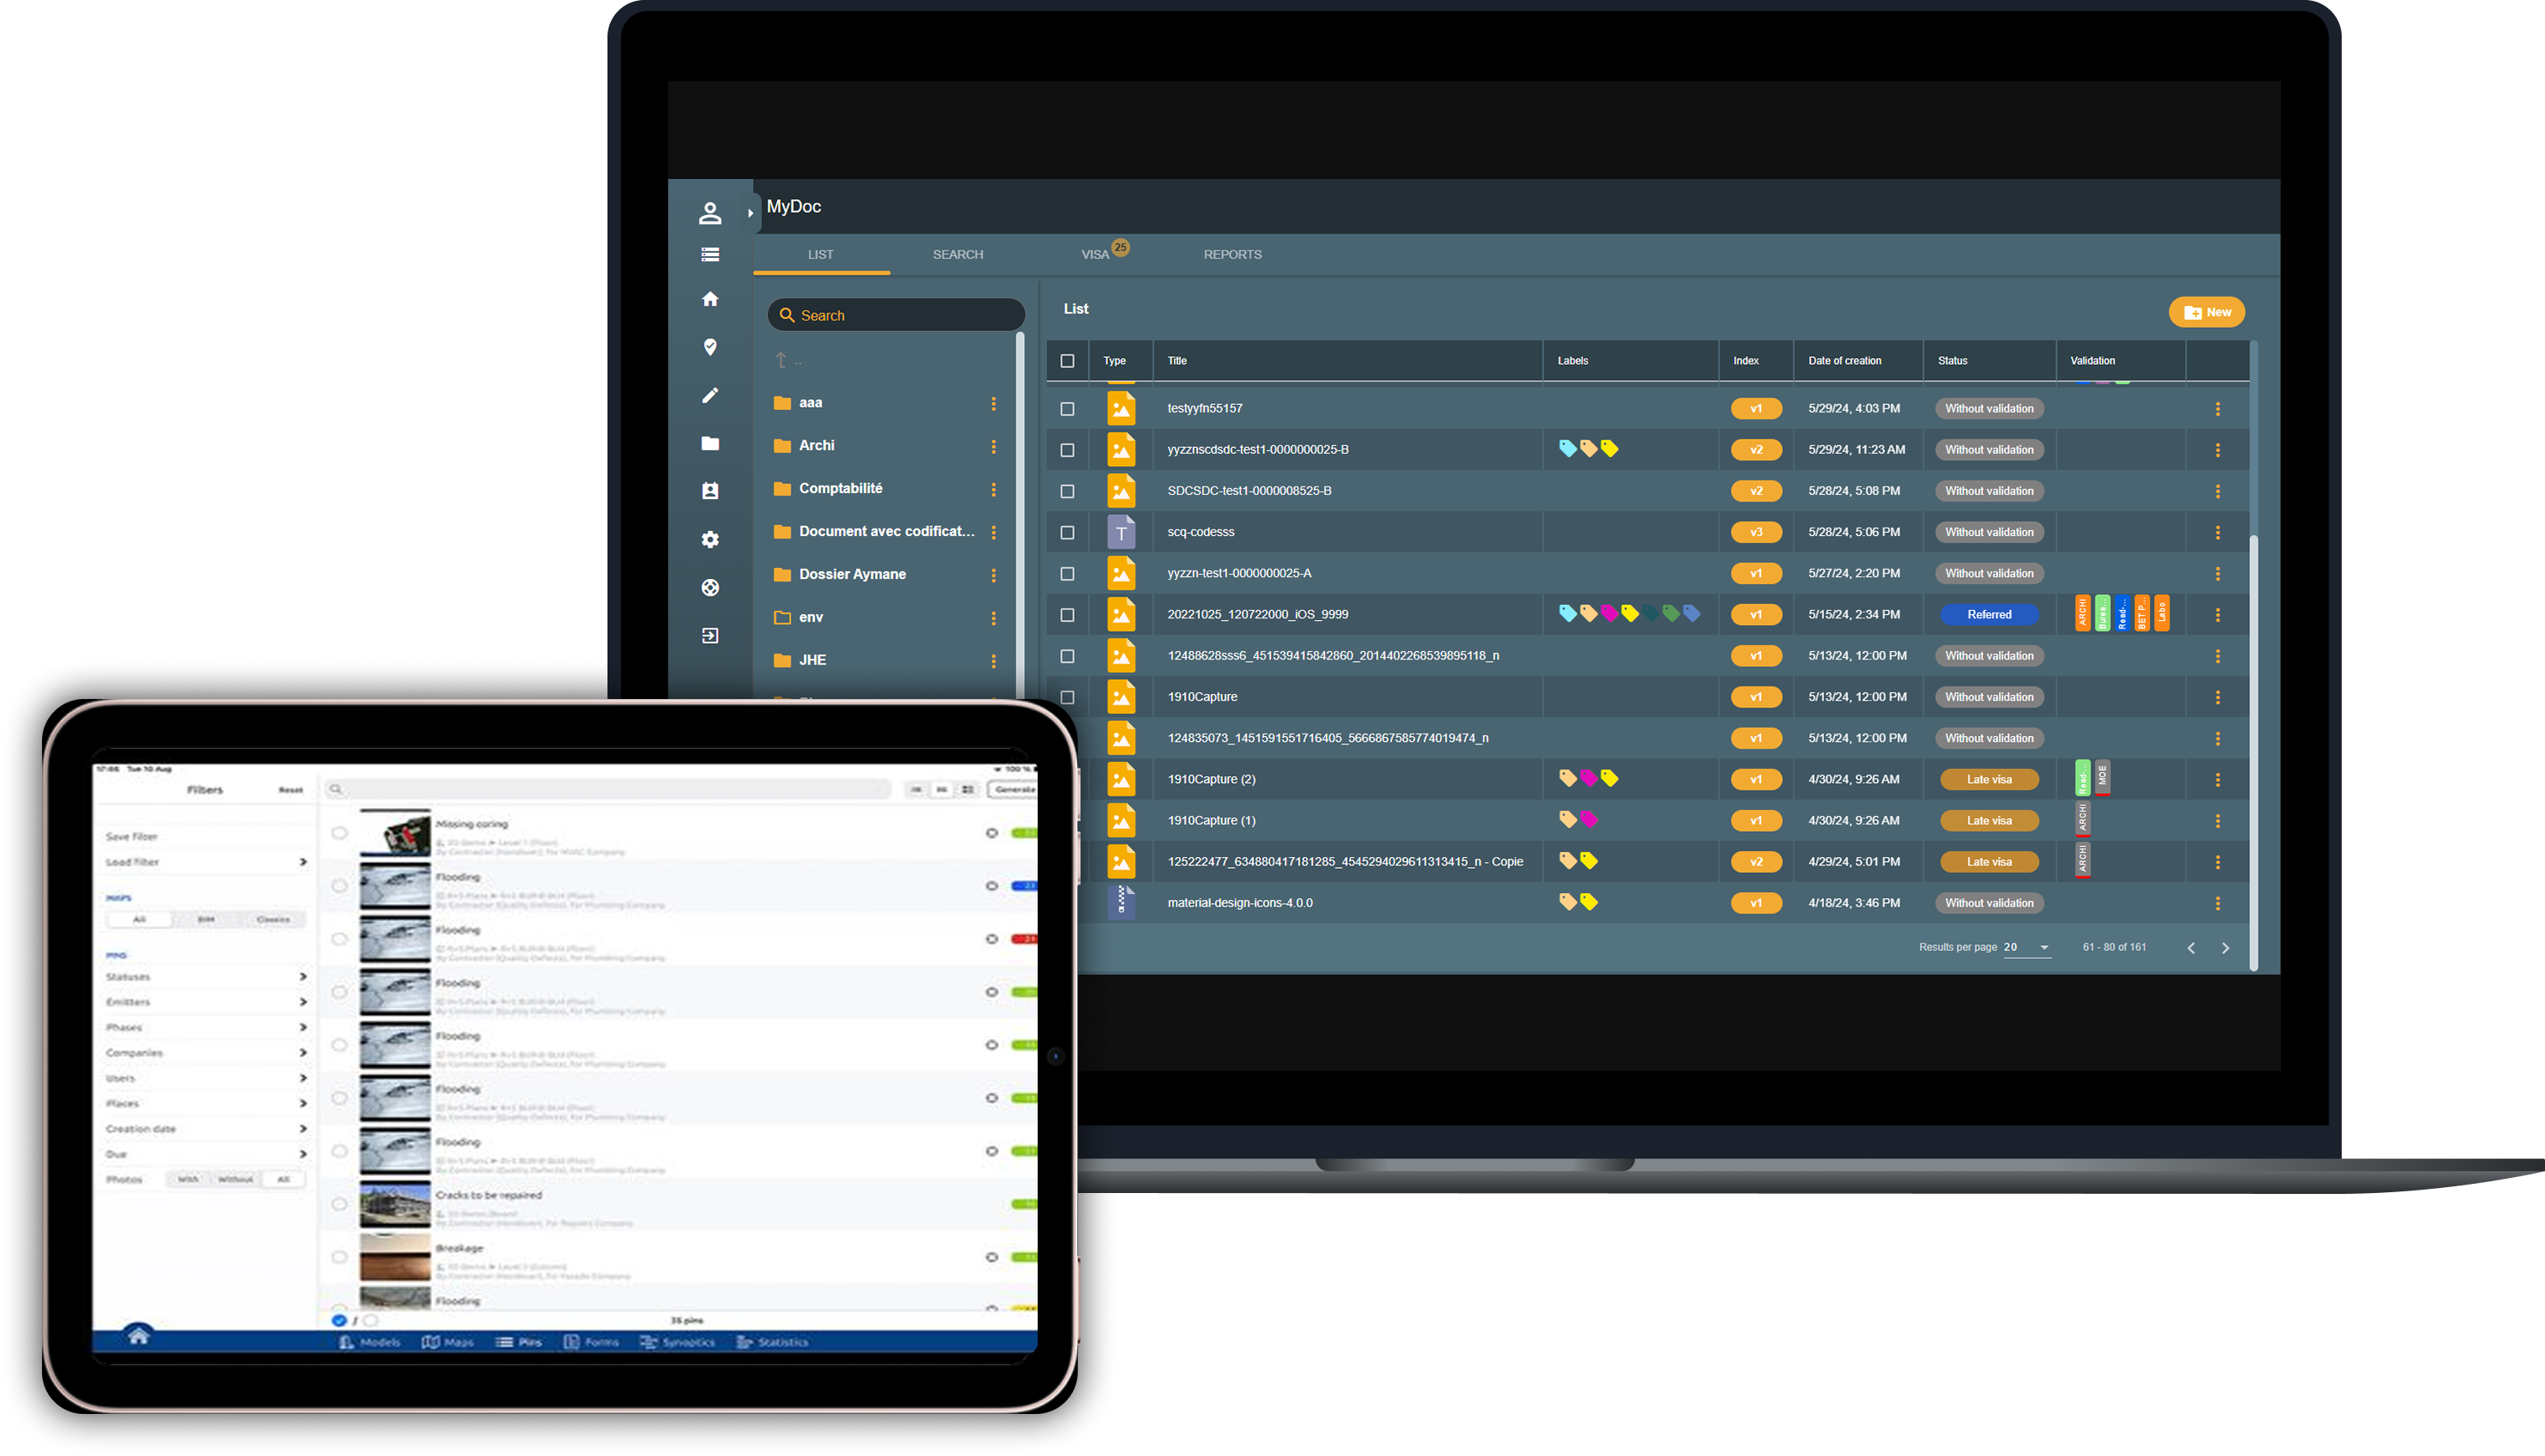 MyDoc
LIST SEARCH VISA 25 REPORTS
Search
List
New
..
aaa
Archi
Comptabilité
Document avec codificat...
Dossier Aymane
env
JHE
Type Title Labels Index Date of creation Status Validation
testyyfn55157 v1 5/29/24, 4:03 PM Without validation
yyzznscdsdc-test1-0000000025-B v2 5/29/24, 11:23 AM Without validation
SDCSDC-test1-0000008525-B v2 5/28/24, 5:08 PM Without validation
T scq-codesss v3 5/28/24, 5:06 PM Without validation
yyzzn-test1-0000000025-A v1 5/27/24, 2:20 PM Without validation
20221025_120722000_iOS_9999 v1 5/15/24, 2:34 PM Referred ARCHI Burea... Read-... BET P... Labo
12488628sss6_451539415842860_2014402268539895118_n v1 5/13/24, 12:00 PM Without validation
1910Capture v1 5/13/24, 12:00 PM Without validation
124835073_1451591551716405_5666867585774019474_n v1 5/13/24, 12:00 PM Without validation
1910Capture (2) v1 4/30/24, 9:26 AM Late visa Read-... MOE
1910Capture (1) v1 4/30/24, 9:26 AM Late visa ARCHI
125222477_634880417181285_4545294029611313415_n - Copie v2 4/29/24, 5:01 PM Late visa ARCHI
material-design-icons-4.0.0 v1 4/18/24, 3:46 PM Without validation
Results per page 20 61 - 80 of 161
Tue 10 Aug 100 %
Filters Reset
Generate
Save Filter
Load filter
MAPS
All BIM Classics
PINS
Statuses
Emitters
Phases
Companies
Users
Places
Creation date
Due
Photos With Without All
Missing coring
Flooding
Flooding
Flooding
Flooding
Flooding
Flooding
Cracks to be repaired
Breakage
Flooding
35 pins
Models Maps Pins Forms Synoptics Statistics